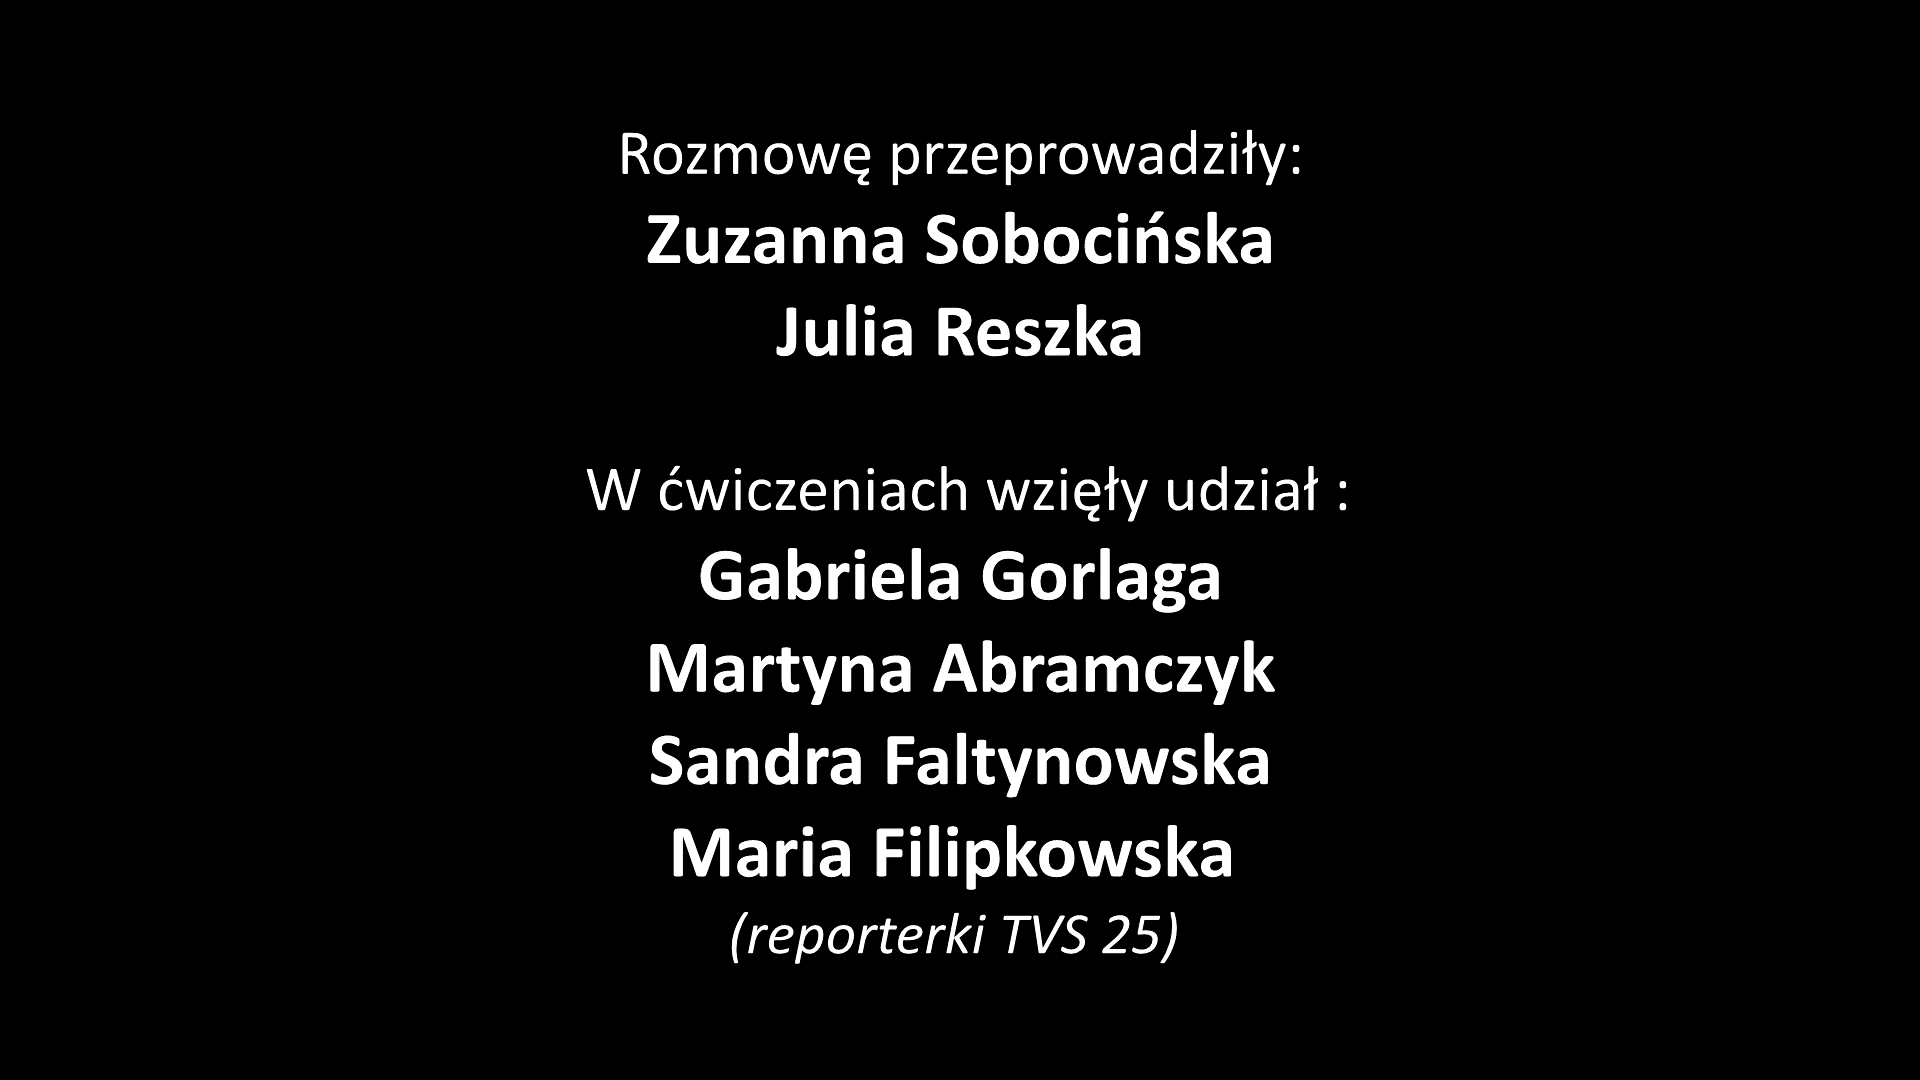 Rozmowę przeprowadziły:
Zuzanna Sobocińska
Julia Reszka
W ćwiczeniach wzięły udział :
Gabriela Gorlaga
Martyna Abramczyk
Sandra Faltynowska
Maria Filipkowska
(reporterki TVS 25)